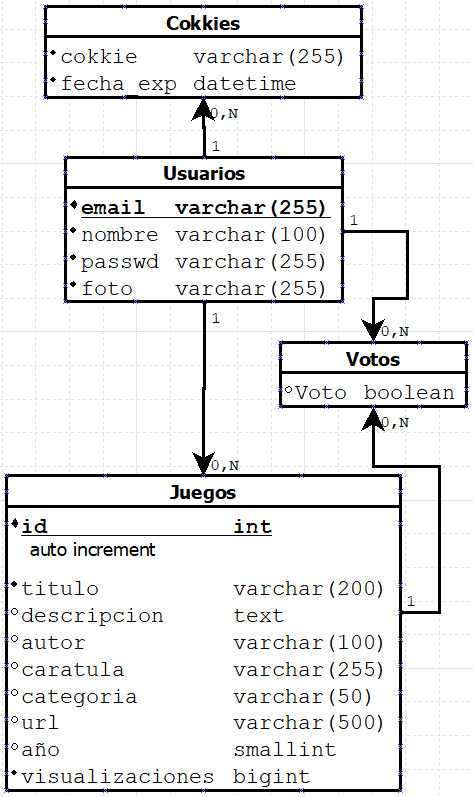 Cokkies
cokkie varchar(255)
fecha_exp datetime
0,N
1
Usuarios
email varchar(255)
nombre varchar(100)
passwd varchar(255)
foto varchar(255)
1
1
0,N
Votos
Voto boolean
0,N
0,N
Juegos
id int
auto increment
titulo varchar(200)
descripcion text
autor varchar(100)
caratula varchar(255)
categoria varchar(50)
url varchar(500)
año smallint
visualizaciones bigint
1